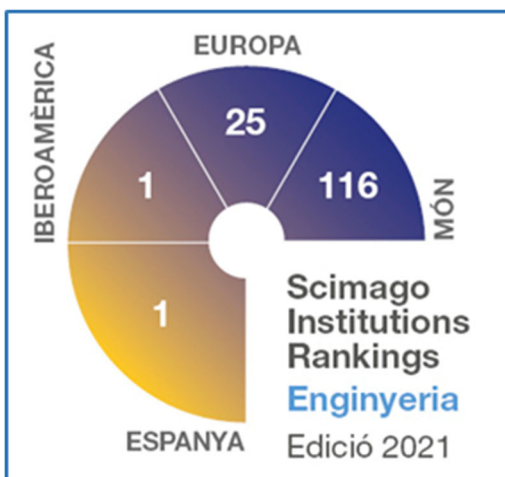 EUROPA
IBEROAMÈRICA
25
1
116
MÓN
1
Scimago
Institutions
Rankings
Enginyeria
ESPANYA
Edició 2021